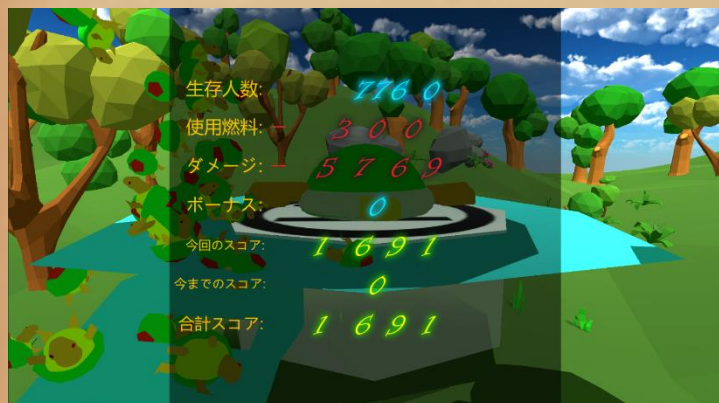 生存人数: 7760
使用燃料: － 300
ダメージ: － 5769
ボーナス: 0
今回のスコア: 1691
今までのスコア: 0
合計スコア: 1691